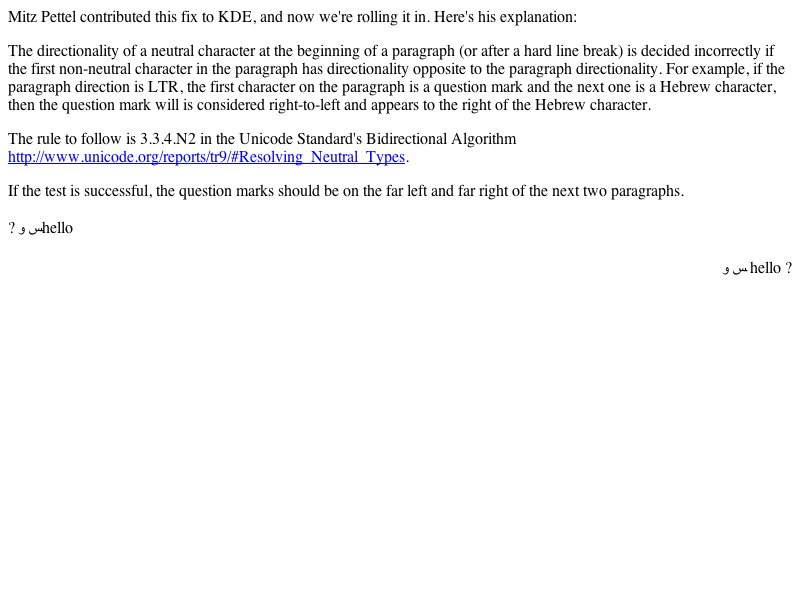 Mitz Pettel contributed this fix to KDE, and now we're rolling it in. Here's his explanation:
The directionality of a neutral character at the beginning of a paragraph (or after a hard line break) is decided incorrectly if
the first non-neutral character in the paragraph has directionality opposite to the paragraph directionality. For example, if the
paragraph direction is LTR, the first character on the paragraph is a question mark and the next one is a Hebrew character,
then the question mark will is considered right-to-left and appears to the right of the Hebrew character.
The rule to follow is 3.3.4.N2 in the Unicode Standard's Bidirectional Algorithm
http://www.unicode.org/reports/tr9/#Resolving_Neutral_Types.
If the test is successful, the question marks should be on the far left and far right of the next two paragraphs.
? س وhello
? hello س و